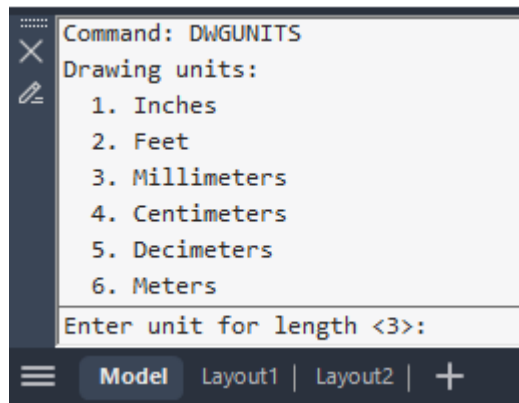 Command: DWGUNITS
Drawing units:
1. Inches
2. Feet
3. Millimeters
4. Centimeters
5. Decimeters
6. Meters
Enter unit for length <3>:
Model Layout1 | Layout2 | +